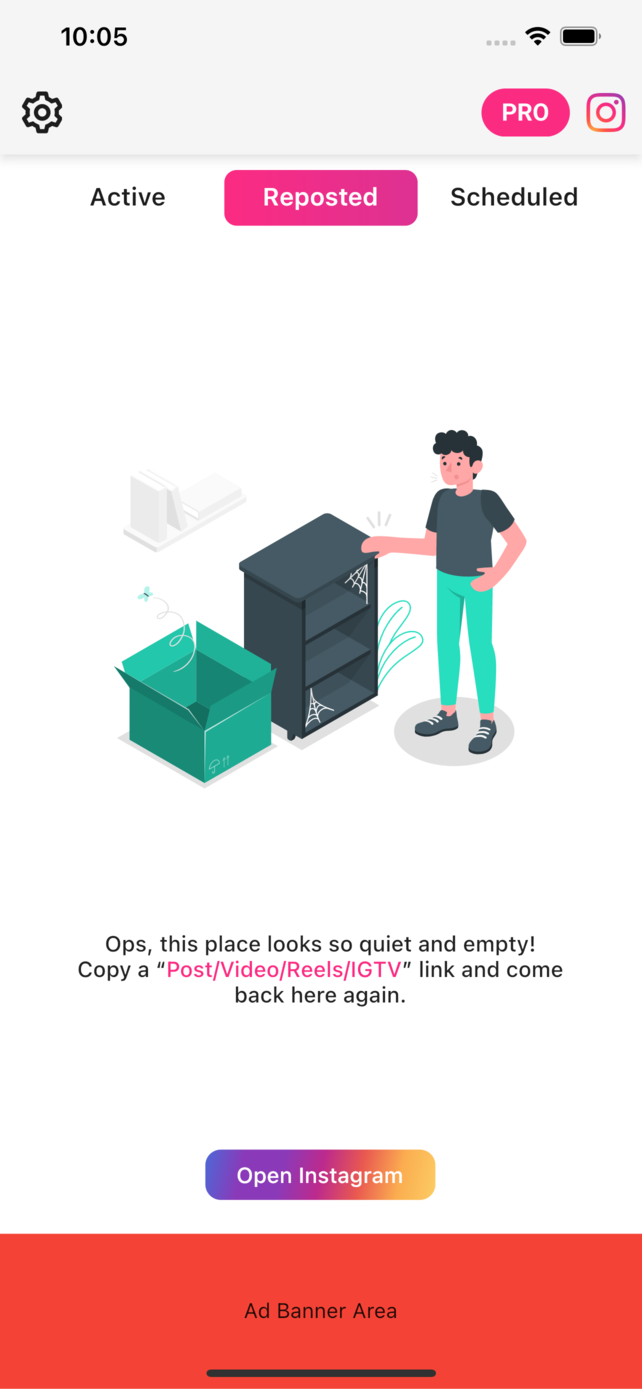 10:05
PRO
Active
Reposted
Scheduled
Ops, this place looks so quiet and empty!
Copy a “Post/Video/Reels/IGTV” link and come
back here again.
Open Instagram
Ad Banner Area